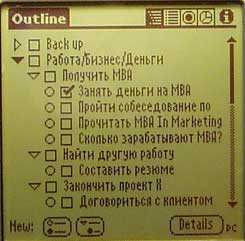 Outline
Back up
Работа/Бизнес/Деньги
Получить MBA
Занять деньги на MBA
Пройти собеседование по
Прочитать MBA In Marketing
Сколько зарабатывают MBA?
Найти другую работу
Составить резюме
Закончить проект X
Договориться с клиентом
New:
Details
PC